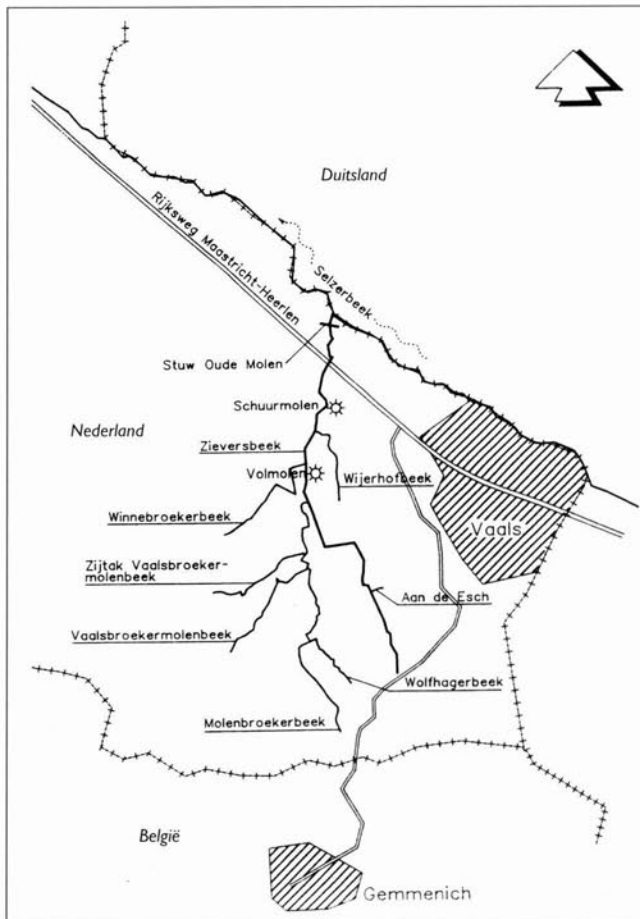 Duitsland
Rijksweg Maastricht-Heerlen
Selzerbeek
Stuw Oude Molen
Schuurmolen
Nederland
Zieversbeek
Volmolen
Wijerhofbeek
Winnebroekerbeek
Vaals
Zijtak Vaalsbroeker-
molenbeek
Aan de Esch
Vaalsbroekermolenbeek
Wolfhagerbeek
Molenbroekerbeek
België
Gemmenich